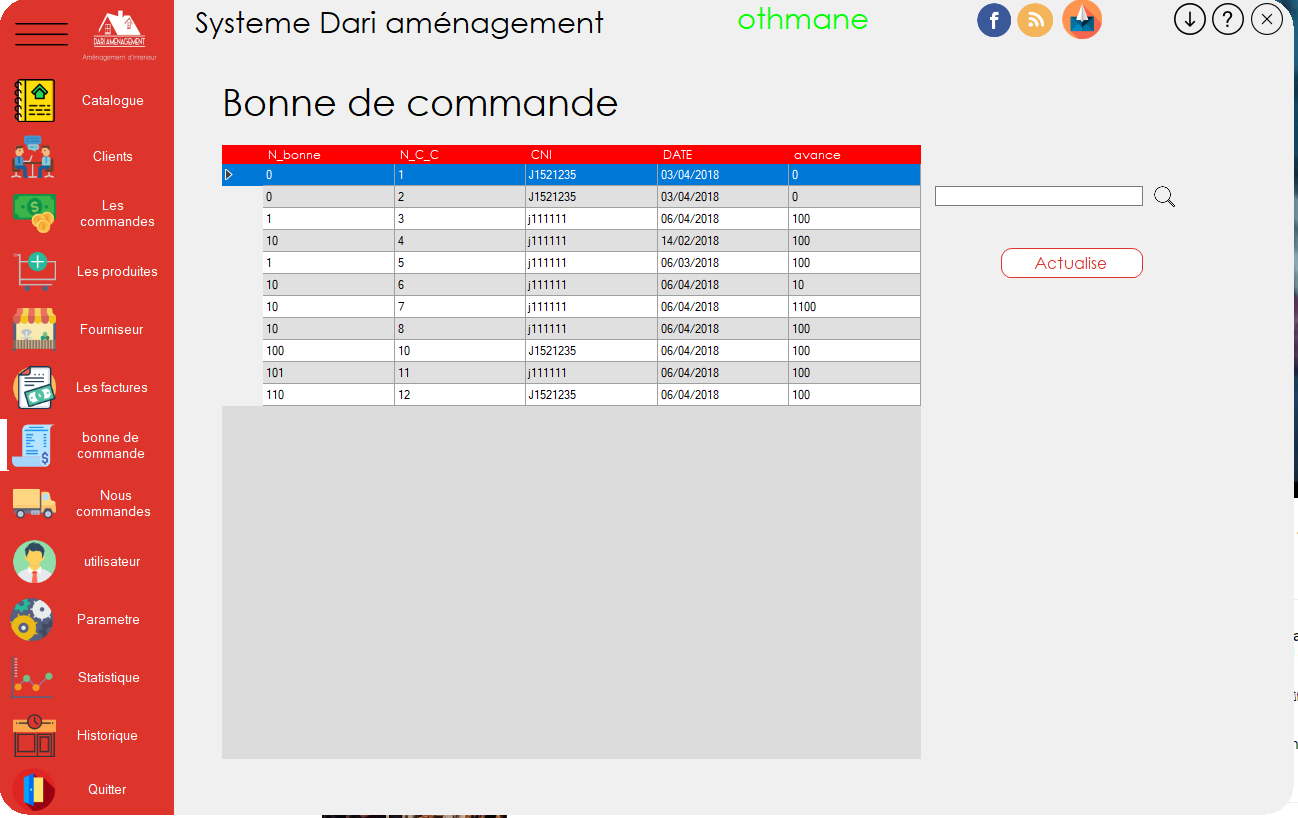 Systeme Dari aménagement
othmane
DARI AMENAGEMENT
Aménagement d'interieur
Catalogue
Clients
Les
commandes
Les produites
Fourniseur
Les factures
bonne de
commande
Nous
commandes
utilisateur
Parametre
Statistique
Historique
Quitter
Bonne de commande
N_bonne N_C_C CNI DATE avance
0 1 J1521235 03/04/2018 0
0 2 J1521235 03/04/2018 0
1 3 j111111 06/04/2018 100
10 4 j111111 14/02/2018 100
1 5 j111111 06/03/2018 100
10 6 j111111 06/04/2018 10
10 7 j111111 06/04/2018 1100
10 8 j111111 06/04/2018 100
100 10 J1521235 06/04/2018 100
101 11 j111111 06/04/2018 100
110 12 J1521235 06/04/2018 100
Actualise